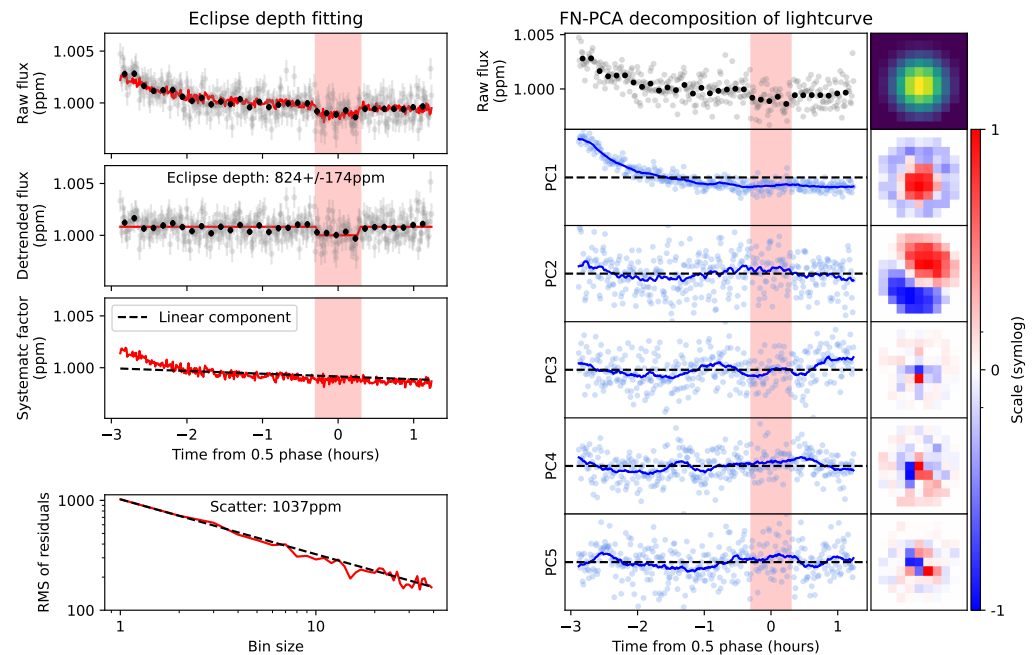 Eclipse depth fitting
1.005
1.000
Raw flux
(ppm)
Eclipse depth: 824+/-174ppm
1.005
1.000
Detrended flux
(ppm)
Linear component
1.005
1.000
Systematc factor
(ppm)
−3 −2 −1 0 1
Time from 0.5 phase (hours)
Scatter: 1037ppm
1000
100
RMS of residuals
1 10
Bin size
FN-PCA decomposition of lightcurve
1.005
1.000
Raw flux
(ppm)
PC1
PC2
PC3
PC4
PC5
−3 −2 −1 0 1
Time from 0.5 phase (hours)
1
0
-1
Scale (symlog)